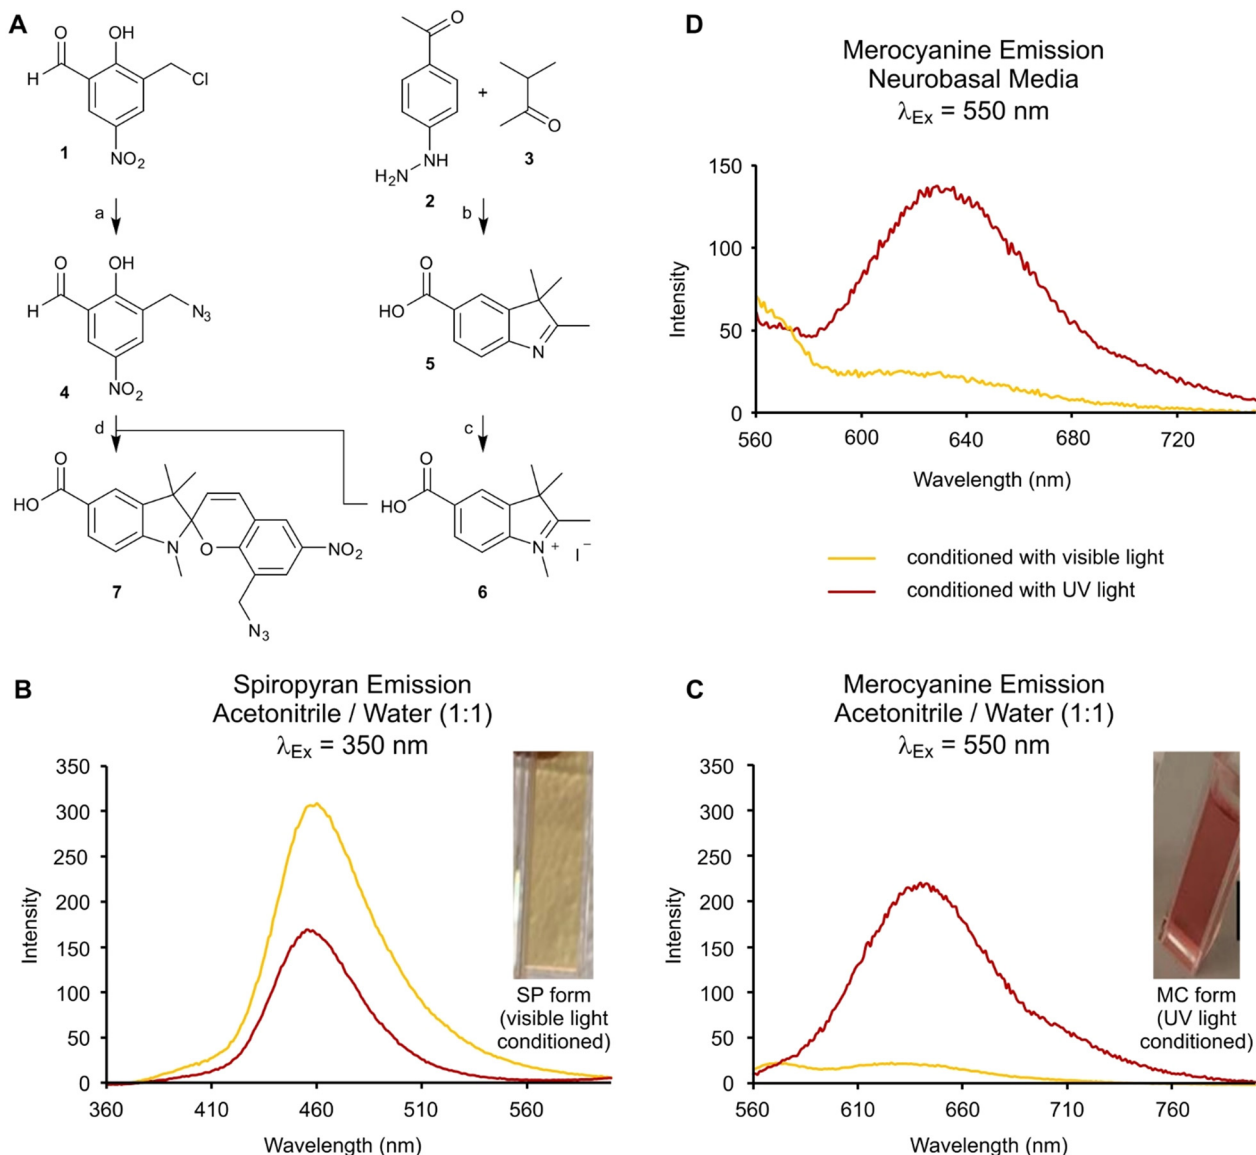 A
O
OH
H
Cl
NO2
1
O
NH
H2N
2
+
O
3
a
b
O
OH
H
N3
NO2
4
O
HO
N
5
d
c
O
HO
N
O
NO2
N3
7
O
HO
N
+
I−
6
D
Merocyanine Emission
Neurobasal Media
λEx = 550 nm
150
100
50
0
Intensity
560 600 640 680 720
Wavelength (nm)
conditioned with visible light
conditioned with UV light
B
Spiropyran Emission
Acetonitrile / Water (1:1)
λEx = 350 nm
350
300
250
200
150
100
50
0
Intensity
360 410 460 510 560
Wavelength (nm)
SP form
(visible light
conditioned)
C
Merocyanine Emission
Acetonitrile / Water (1:1)
λEx = 550 nm
350
300
250
200
150
100
50
0
Intensity
560 610 660 710 760
Wavelength (nm)
MC form
(UV light
conditioned)